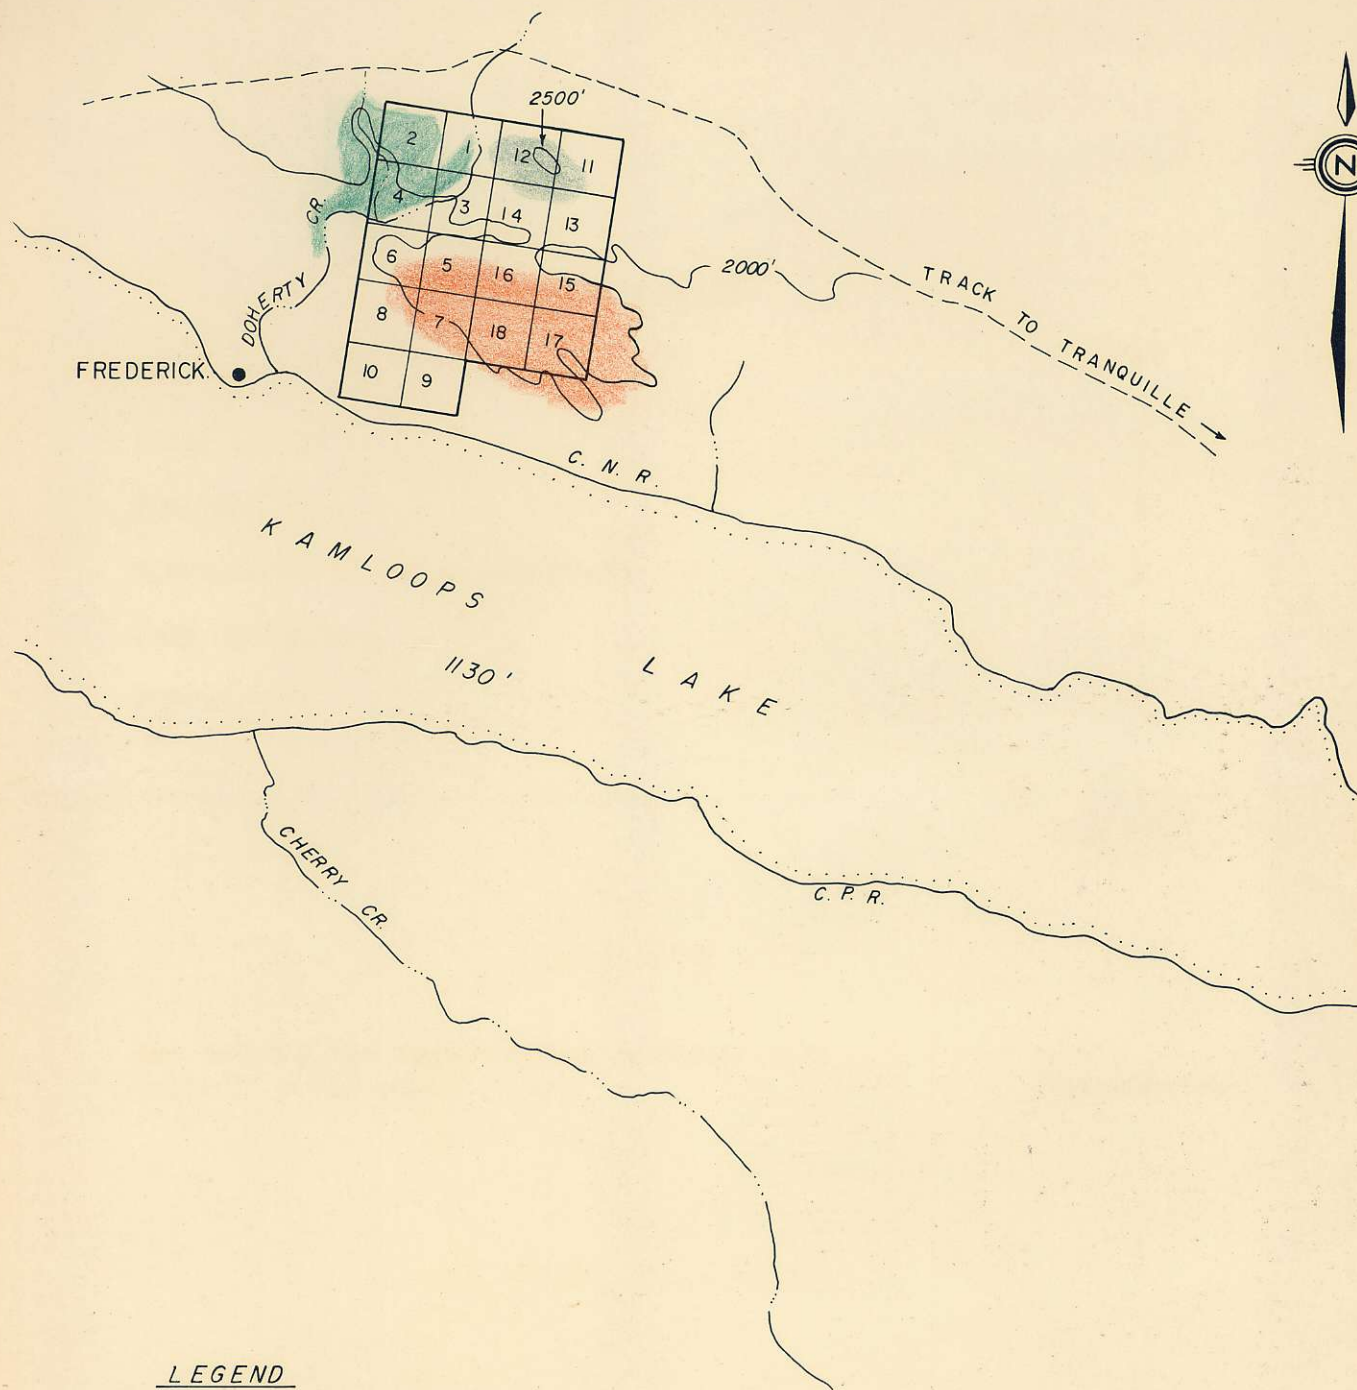 2500'
N
2
1
12
11
4
3
14
13
CR.
6
5
16
15
2000'
TRACK TO TRANQUILLE
DOHERTY
8
7
18
17
FREDERICK
10
9
C. N. R.
KAMLOOPS LAKE
1130'
CHERRY CR.
C. P. R.
LEGEND